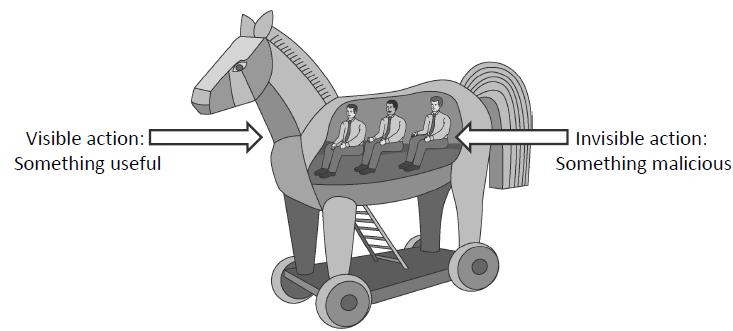 Visible action:
Something useful
Invisible action:
Something malicious